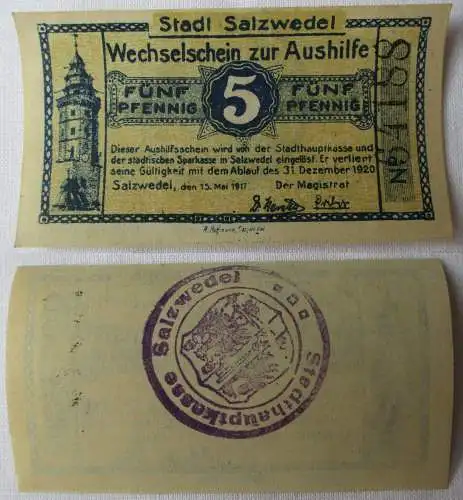 Stadt Salzwedel
Wechselschein zur Aushilfe
FÜNF 5 FÜNF
PFENNIG PFENNIG
Dieser Aushilfsschein wird von der Stadthauptkasse und
der städtischen Sparkasse in Salzwedel eingelöst. Er verliert
seine Gültigkeit mit dem Ablauf des 31. Dezember 1920
Salzwedel, den 15. Mai 1917. Der Magistrat
Stadthauptkasse Salzwedel